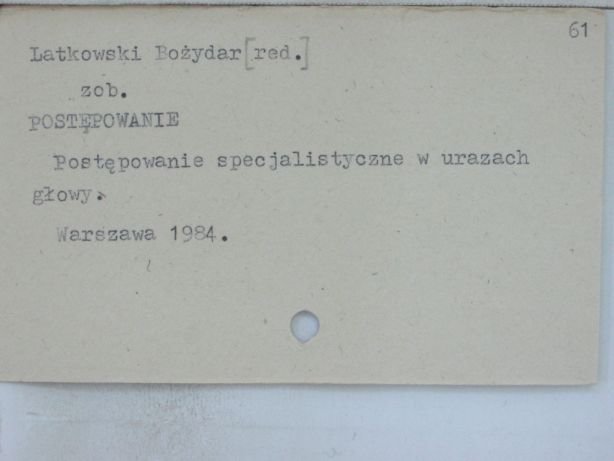 61
Latkowski Bożydar [red.]
zob.
POSTĘPOWANIE
Postępowanie specjalistyczne w urazach
głowy.
Warszawa 1984.